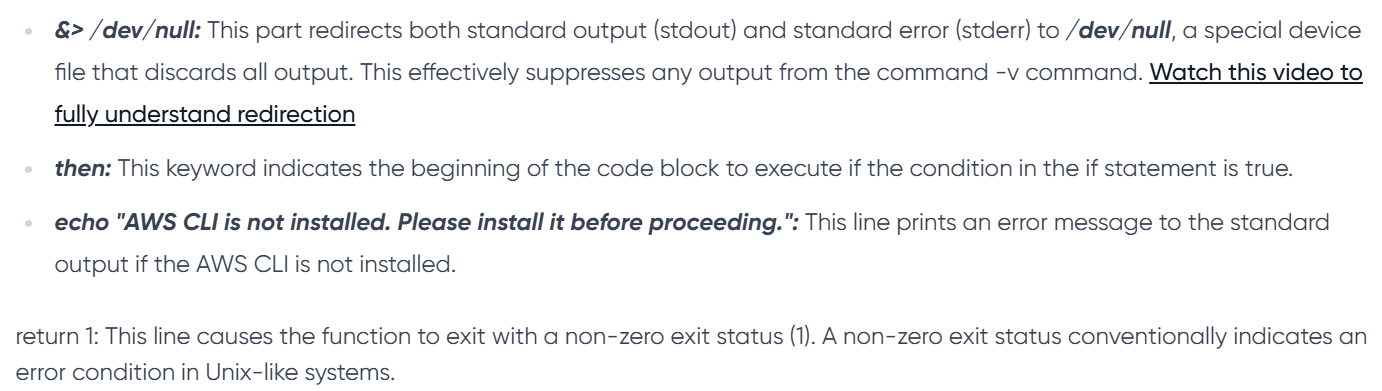 &> /dev/null: This part redirects both standard output (stdout) and standard error (stderr) to /dev/null, a special device
file that discards all output. This effectively suppresses any output from the command -v command. Watch this video to
fully understand redirection
then: This keyword indicates the beginning of the code block to execute if the condition in the if statement is true.
echo "AWS CLI is not installed. Please install it before proceeding.": This line prints an error message to the standard
output if the AWS CLI is not installed.
return 1: This line causes the function to exit with a non-zero exit status (1). A non-zero exit status conventionally indicates an
error condition in Unix-like systems.